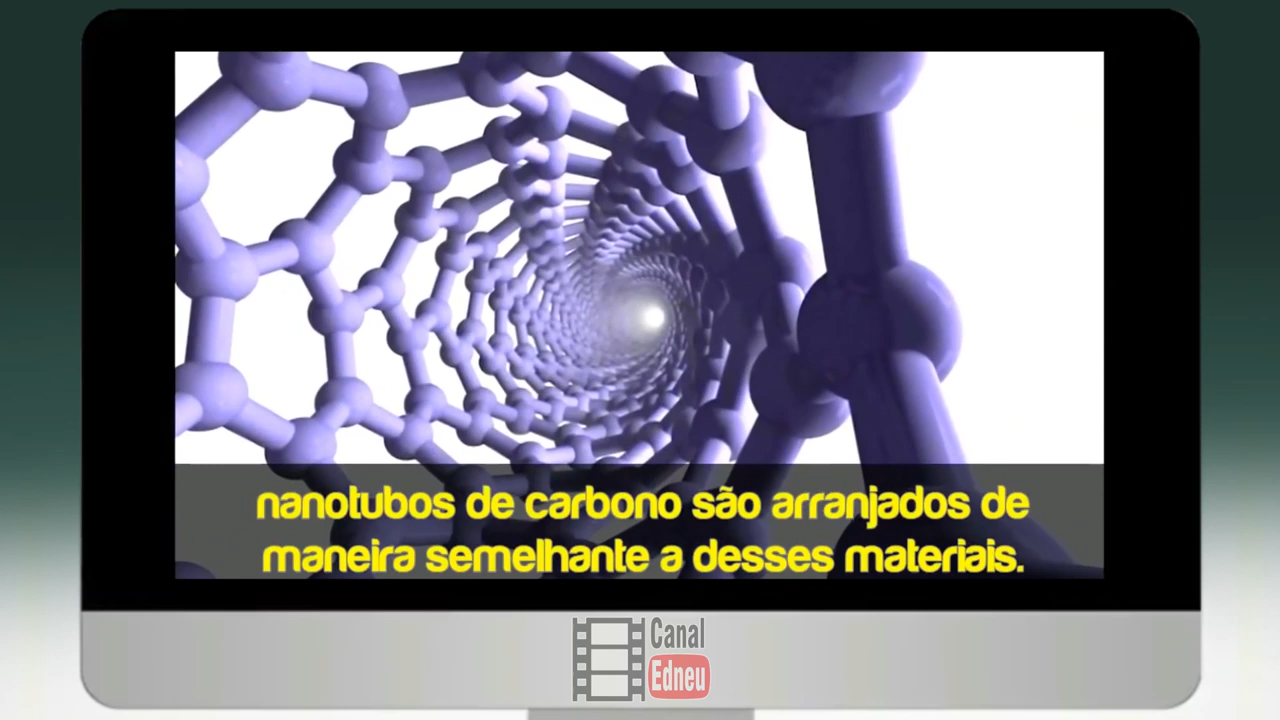 nanotubos de carbono são arranjados de
maneira semelhante a desses materiais.
Canal
Edneu